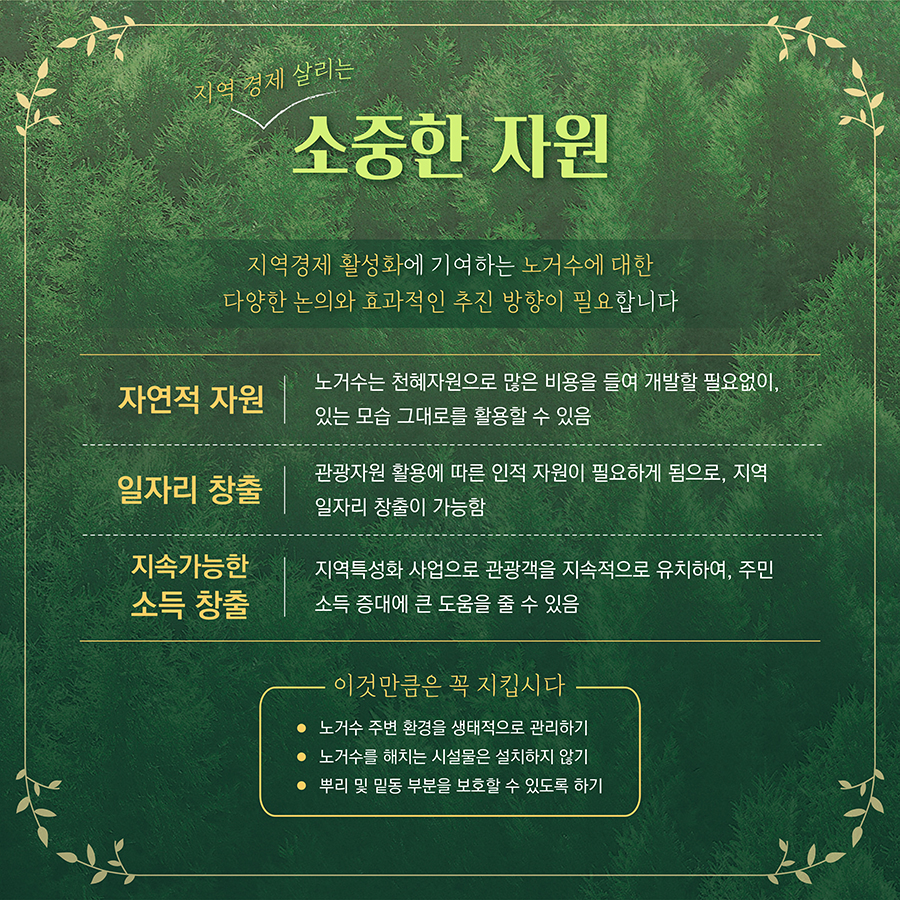 지역 경제 살리는
소중한 자원
지역경제 활성화에 기여하는 노거수에 대한
다양한 논의와 효과적인 추진 방향이 필요합니다
자연적 자원
노거수는 천혜자원으로 많은 비용을 들여 개발할 필요없이,
있는 모습 그대로를 활용할 수 있음
일자리 창출
관광자원 활용에 따른 인적 자원이 필요하게 됨으로, 지역
일자리 창출이 가능함
지속가능한
소득 창출
지역특성화 사업으로 관광객을 지속적으로 유치하여, 주민
소득 증대에 큰 도움을 줄 수 있음
이것만큼은 꼭 지킵시다
● 노거수 주변 환경을 생태적으로 관리하기
● 노거수를 해치는 시설물은 설치하지 않기
● 뿌리 및 밑동 부분을 보호할 수 있도록 하기